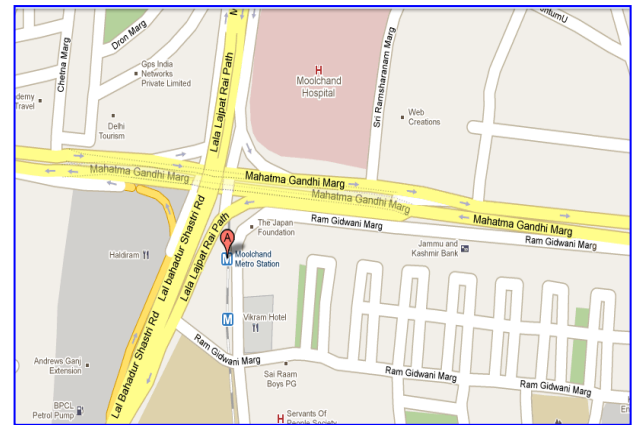 Dron Marg
Chetna Marg
Gps India
Networks
Private Limited
Travel
Delhi
Tourism
Lala Lajpat Rai Path
H
Moolchand
Hospital
Sri Ramsharanam Marg
Web
Creations
Mahatma Gandhi Marg
Mahatma Gandhi Marg
Mahatma Gandhi Marg
Mahatma Gandhi Marg
Lal bahadur Shastri Rd
Lala Lajpat Rai Path
The Japan
Foundation
Ram Gidwani Marg
Ram Gidwani Marg
Jammu and
Kashmir Bank
Haldiram
A
M
Moolchand
Metro Station
M
Vikram Hotel
Lal Bahadur Shastri Rd
Ram Gidwani Marg
Ram Gidwani Marg
Ram Gidwani Marg
Andrews Ganj
Extension
Sai Raam
Boys PG
BPCL
Petrol Pump
H
Servants Of
People Society